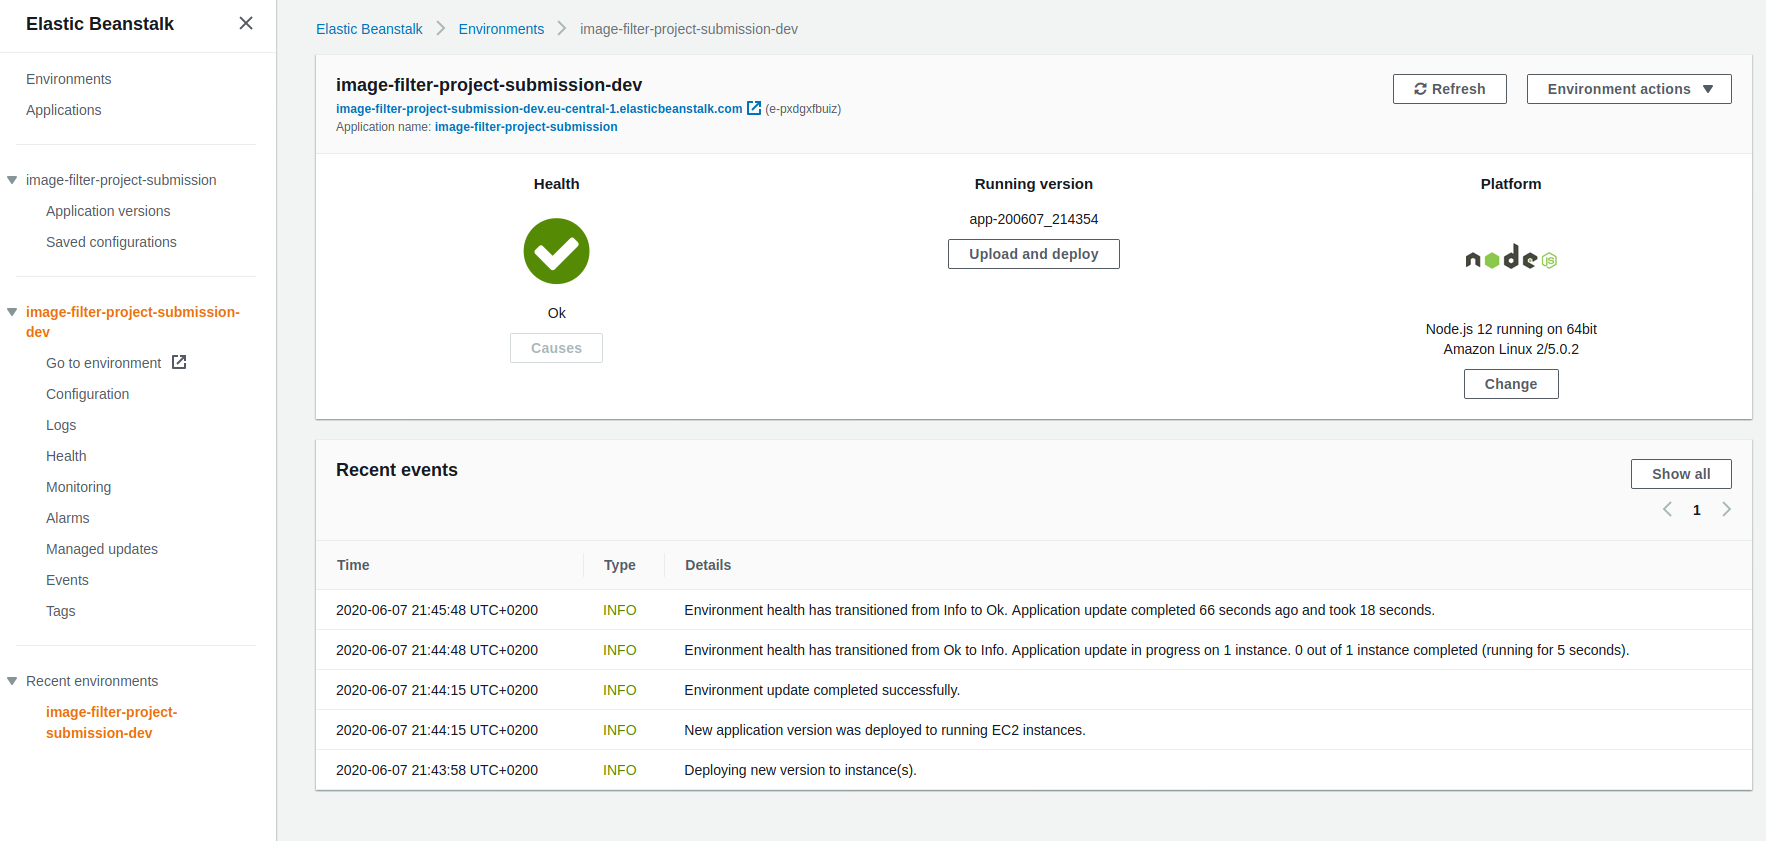 Elastic Beanstalk
Environments
Applications
image-filter-project-submission
Application versions
Saved configurations
image-filter-project-submission-
dev
Go to environment
Configuration
Logs
Health
Monitoring
Alarms
Managed updates
Events
Tags
Recent environments
image-filter-project-
submission-dev
Elastic Beanstalk Environments image-filter-project-submission-dev
image-filter-project-submission-dev
image-filter-project-submission-dev.eu-central-1.elasticbeanstalk.com (e-pxdgxfbuiz)
Application name: image-filter-project-submission
Refresh
Environment actions
Health
Ok
Causes
Running version
app-200607_214354
Upload and deploy
Platform
node JS
Node.js 12 running on 64bit
Amazon Linux 2/5.0.2
Change
Recent events
Show all
1
Time Type Details
2020-06-07 21:45:48 UTC+0200 INFO Environment health has transitioned from Info to Ok. Application update completed 66 seconds ago and took 18 seconds.
2020-06-07 21:44:48 UTC+0200 INFO Environment health has transitioned from Ok to Info. Application update in progress on 1 instance. 0 out of 1 instance completed (running for 5 seconds).
2020-06-07 21:44:15 UTC+0200 INFO Environment update completed successfully.
2020-06-07 21:44:15 UTC+0200 INFO New application version was deployed to running EC2 instances.
2020-06-07 21:43:58 UTC+0200 INFO Deploying new version to instance(s).